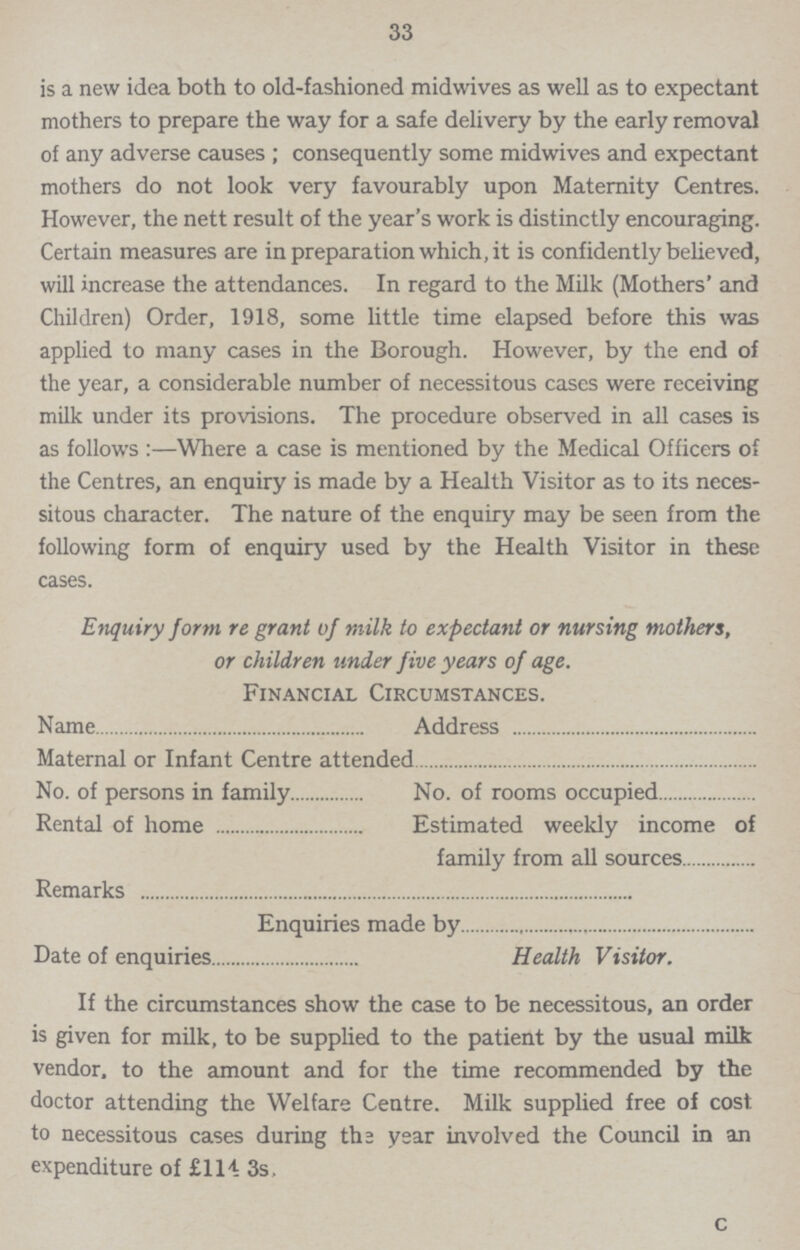 33
is a new idea both to old-fashioned midwives as well as to expectant
mothers to prepare the way for a safe delivery by the early removal
of any adverse causes ; consequently some midwives and expectant
mothers do not look very favourably upon Maternity Centres.
However, the nett result of the year's work is distinctly encouraging.
Certain measures are in preparation which, it is confidently believed,
will increase the attendances. In regard to the Milk (Mothers' and
Children) Order, 1918, some little time elapsed before this was
applied to many cases in the Borough. However, by the end of
the year, a considerable number of necessitous cases were receiving
milk under its provisions. The procedure observed in all cases is
as follows :—Where a case is mentioned by the Medical Officers of
the Centres, an enquiry is made by a Health Visitor as to its neces-
sitous character. The nature of the enquiry may be seen from the
following form of enquiry used by the Health Visitor in these
cases.
Enquiry form re grant of milk to expectant or nursing mothers,
or children under five years of age.
FINANCIAL CIRCUMSTANCES.
Name.................... Address ....................
Maternal or Infant Centre attended....................
No. of persons in family............ No. of rooms occupied............
Rental of home .................... Estimated weekly income of
family from all sources............
Remarks ....................
Enquiries made by....................
Date of enquiries.................... Health Visitor.
If the circumstances show the case to be necessitous, an order
is given for milk, to be supplied to the patient by the usual milk
vendor, to the amount and for the time recommended by the
doctor attending the Welfare Centre. Milk supplied free of cost
to necessitous cases during the year involved the Council in an
expenditure of £114 3s.
C